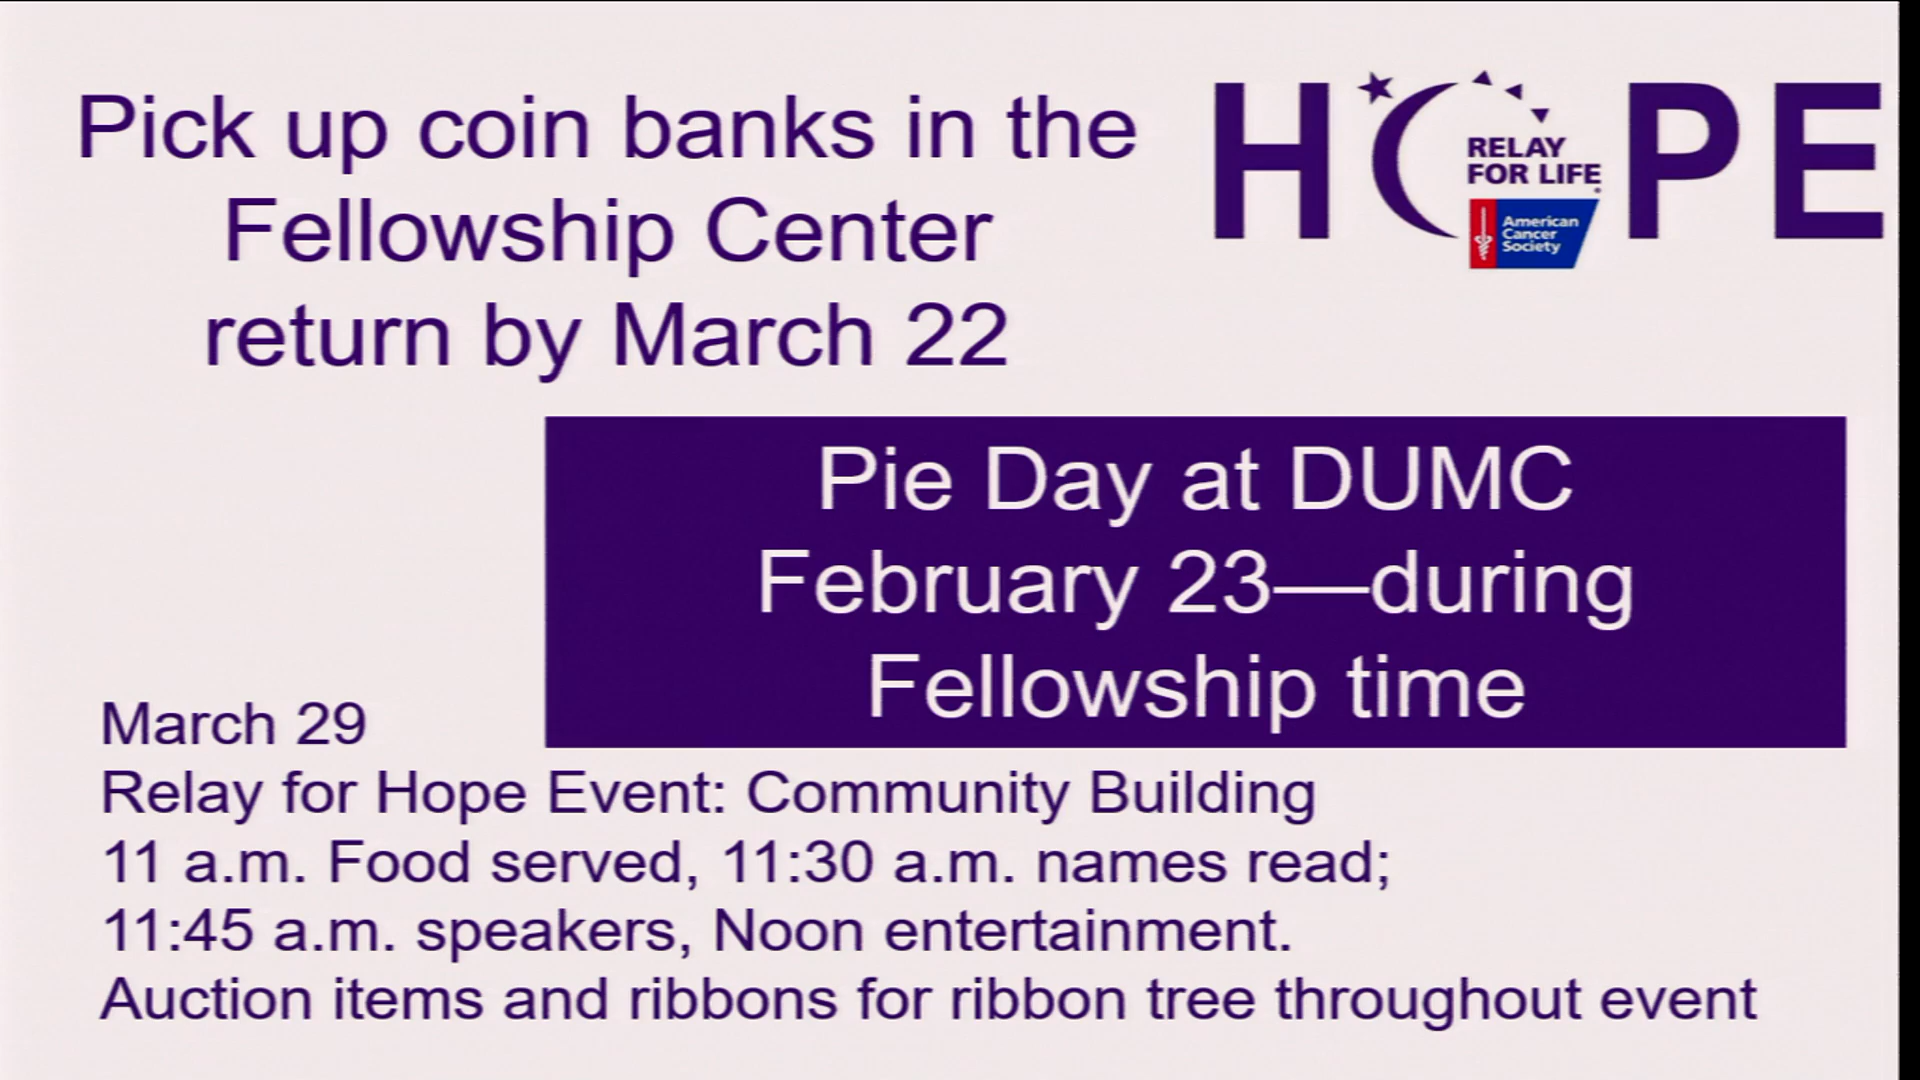 Pick up coin banks in the
Fellowship Center
return by March 22
HOPE
RELAY
FOR LIFE
American
Cancer
Society
Pie Day at DUMC
February 23—during
Fellowship time
March 29
Relay for Hope Event: Community Building
11 a.m. Food served, 11:30 a.m. names read;
11:45 a.m. speakers, Noon entertainment.
Auction items and ribbons for ribbon tree throughout event